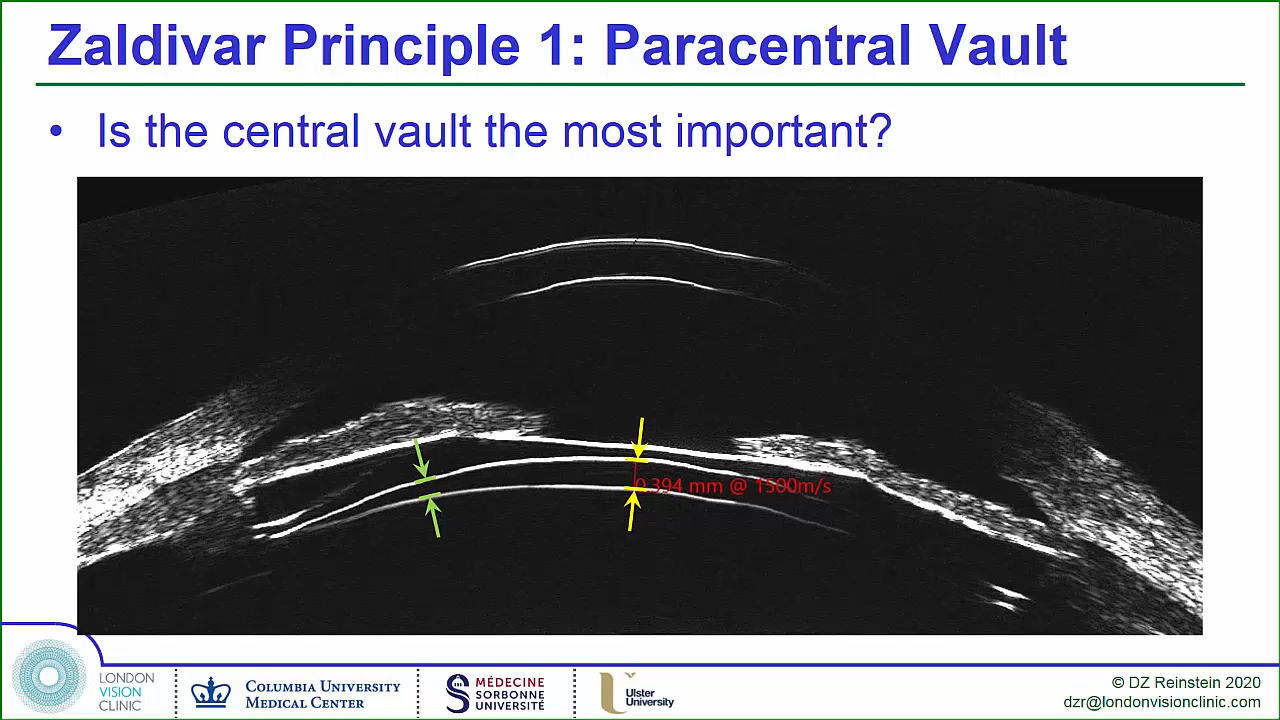 Zaldivar Principle 1: Paracentral Vault
• Is the central vault the most important?
0.394 mm @ 1500m/s
LONDON
VISION
CLINIC
COLUMBIA UNIVERSITY
MEDICAL CENTER
MÉDECINE
SORBONNE
UNIVERSITÉ
Ulster
University
© DZ Reinstein 2020
dzr@londonvisionclinic.com